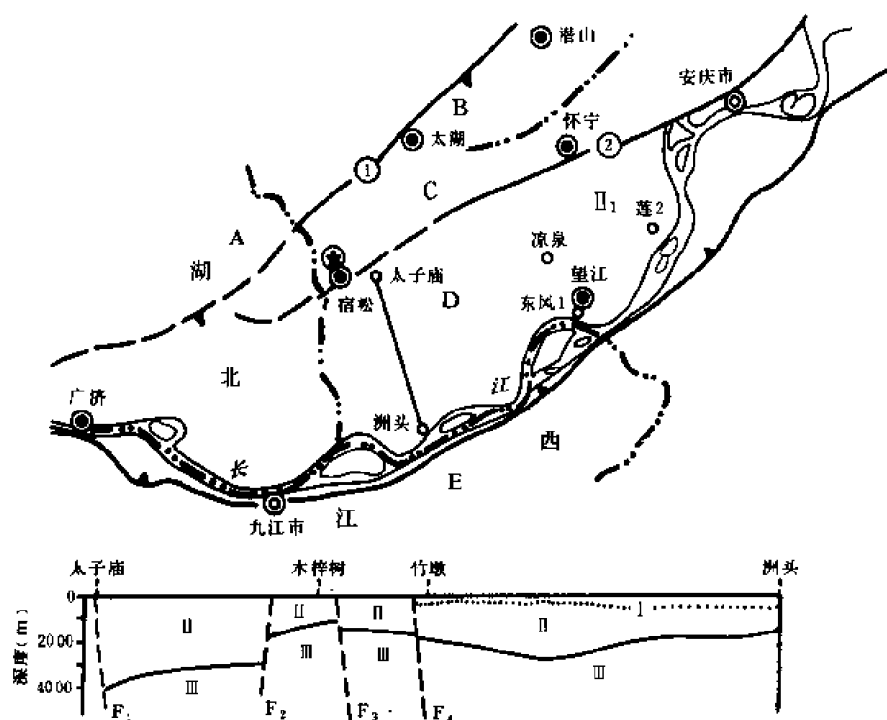 潜山
安庆市
B
太湖
怀宁
②
①
C
Ⅱ₁
莲2
A
湖
凉泉
宿松
太子庙
D
望江
东风1
北
江
广济
洲头
西
长
E
九江市
江
太子庙
木梓树
竹墩
洲头
0
2000
4000
深度(m)
Ⅱ
Ⅱ
Ⅱ
Ⅰ
Ⅱ
Ⅲ
Ⅲ
Ⅲ
Ⅲ
F₁
F₂
F₃
F₄